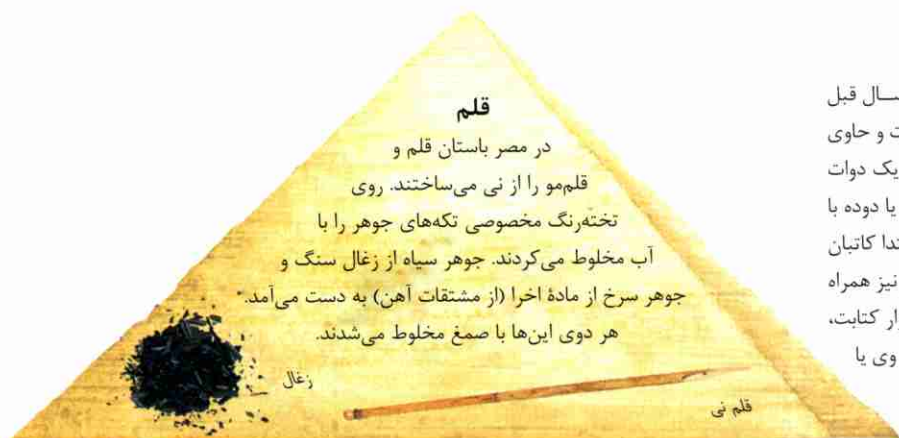 قلم
در مصر باستان قلم و
قلم‌مو را از نی می‌ساختند. روی
تختّه‌رنگ مخصوصی تکه‌های جوهر را با
آب مخلوط می‌کردند. جوهر سیاه از زغال سنگ و
جوهر سرخ از مادهٔ اخرا (از مشتقات آهن) به دست می‌آمد.
هر دوی این‌ها با صمغ مخلوط می‌شدند.
زغال
قلم نی
سال قبل
ت و حاوی
یک دوات
یا دوده با
تدا کاتبان
نیز همراه
ار کتابت،
وی یا